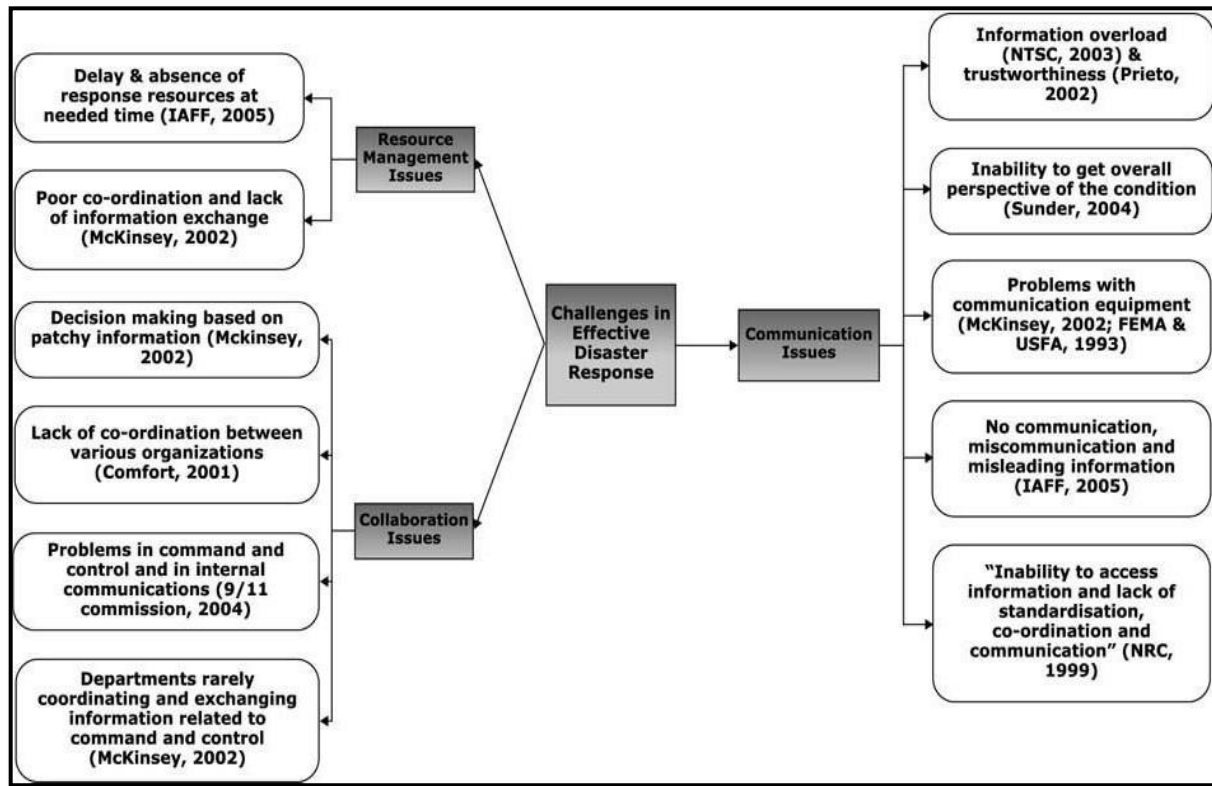 Delay & absence of
response resources at
needed time (IAFF, 2005)
Poor co-ordination and lack
of information exchange
(McKinsey, 2002)
Resource
Management
Issues
Decision making based on
patchy information (Mckinsey,
2002)
Lack of co-ordination between
various organizations
(Comfort, 2001)
Problems in command and
control and in internal
communications (9/11
commission, 2004)
Departments rarely
coordinating and exchanging
information related to
command and control
(McKinsey, 2002)
Collaboration
Issues
Challenges in
Effective
Disaster
Response
Communication
Issues
Information overload
(NTSC, 2003) &
trustworthiness (Prieto,
2002)
Inability to get overall
perspective of the condition
(Sunder, 2004)
Problems with
communication equipment
(McKinsey, 2002; FEMA &
USFA, 1993)
No communication,
miscommunication and
misleading information
(IAFF, 2005)
“Inability to access
information and lack of
standardisation,
co-ordination and
communication” (NRC,
1999)